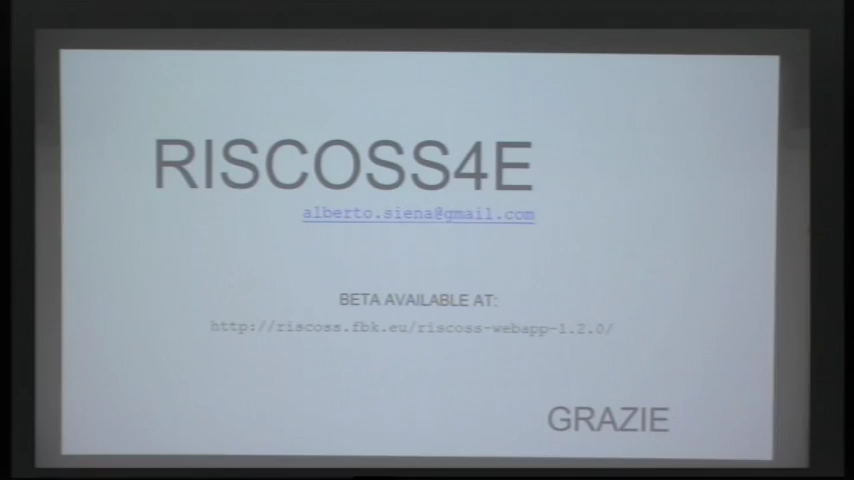 RISCOSS4E
alberto.siena@gmail.com
BETA AVAILABLE AT:
http://riscoss.fbk.eu/riscoss-webapp-1.2.0/
GRAZIE